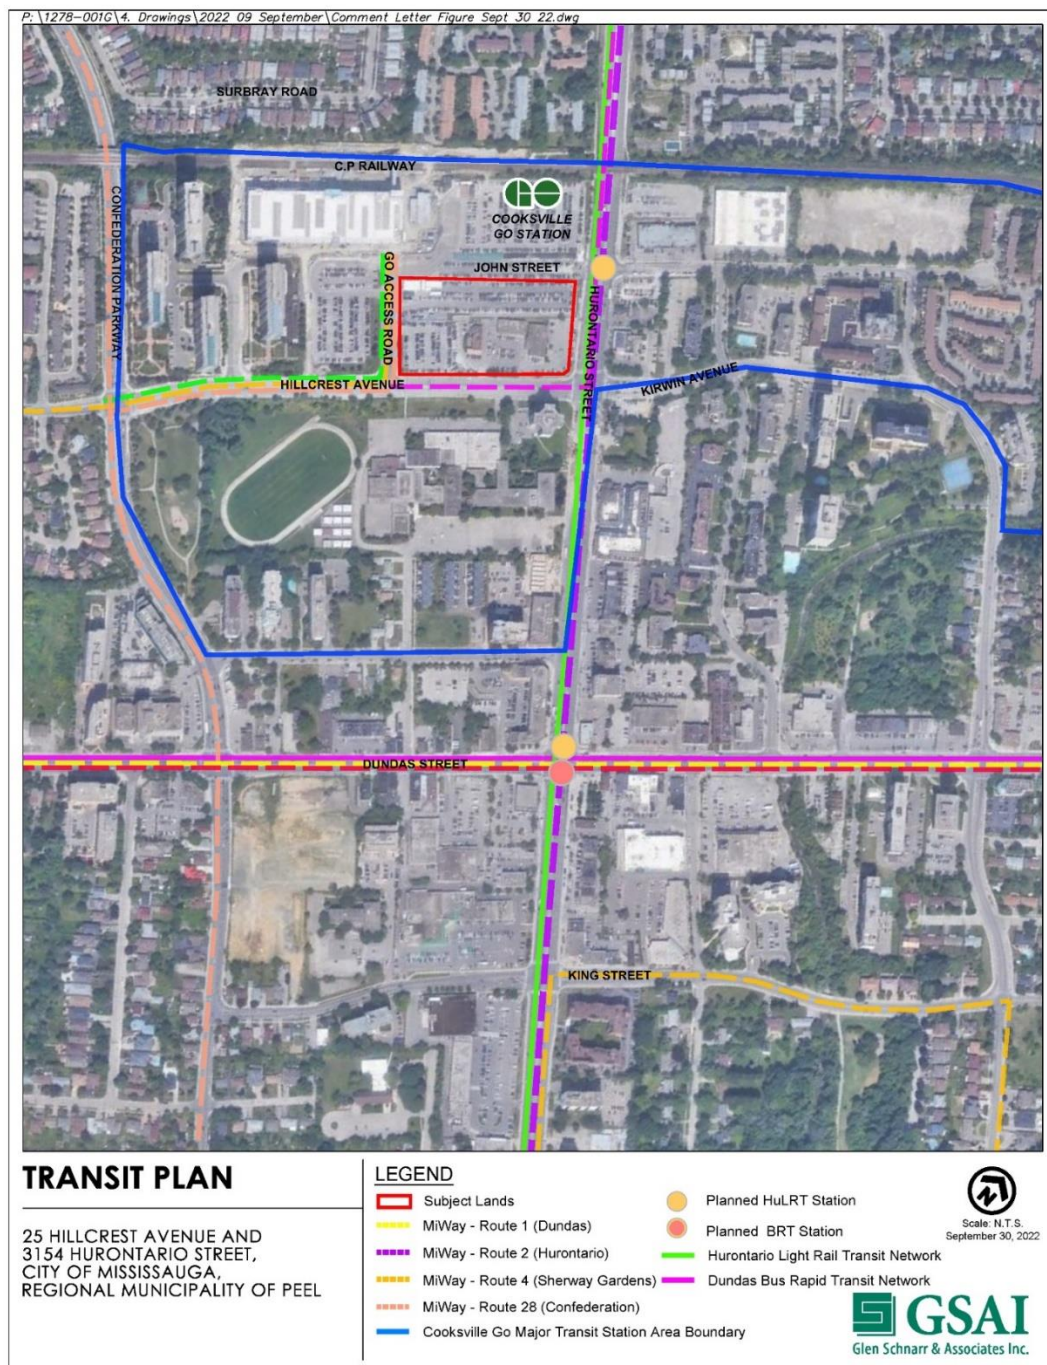 P: \1278-001G\4. Drawings\2022 09 September\Comment Letter Figure Sept 30 22.dwg
SURBRAY ROAD
C.P RAILWAY
CONFEDERATION PARKWAY
GO
COOKSVILLE
GO STATION
JOHN STREET
GO ACCESS ROAD
HURONTARIO STREET
HILLCREST AVENUE
KIRWIN AVENUE
DUNDAS STREET
KING STREET
TRANSIT PLAN
25 HILLCREST AVENUE AND
3154 HURONTARIO STREET,
CITY OF MISSISSAUGA,
REGIONAL MUNICIPALITY OF PEEL
LEGEND
Subject Lands
MiWay - Route 1 (Dundas)
MiWay - Route 2 (Hurontario)
MiWay - Route 4 (Sherway Gardens)
MiWay - Route 28 (Confederation)
Cooksville Go Major Transit Station Area Boundary
Planned HuLRT Station
Planned BRT Station
Hurontario Light Rail Transit Network
Dundas Bus Rapid Transit Network
Scale: N.T.S.
September 30, 2022
GSAI
Glen Schnarr & Associates Inc.